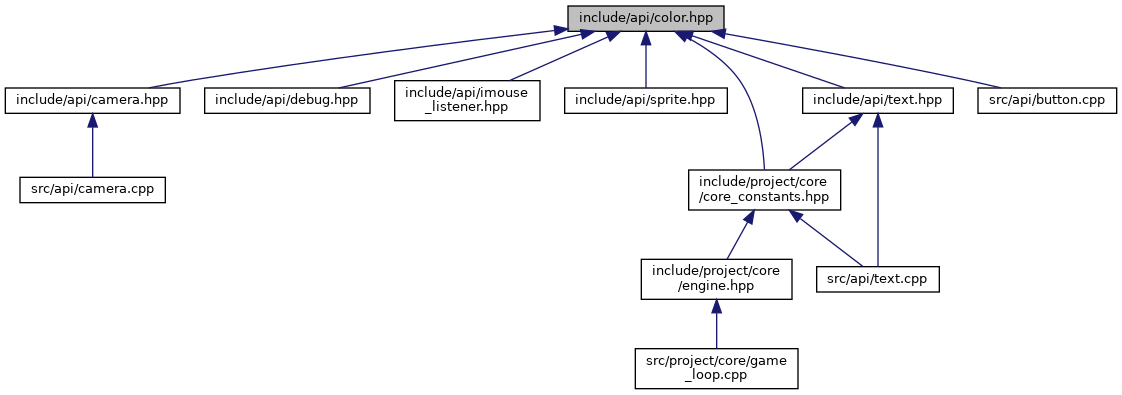 include/api/color.hpp
include/api/camera.hpp
include/api/debug.hpp
include/api/imouse
_listener.hpp
include/api/sprite.hpp
include/api/text.hpp
src/api/button.cpp
src/api/camera.cpp
include/project/core
/core_constants.hpp
include/project/core
/engine.hpp
src/api/text.cpp
src/project/core/game
_loop.cpp